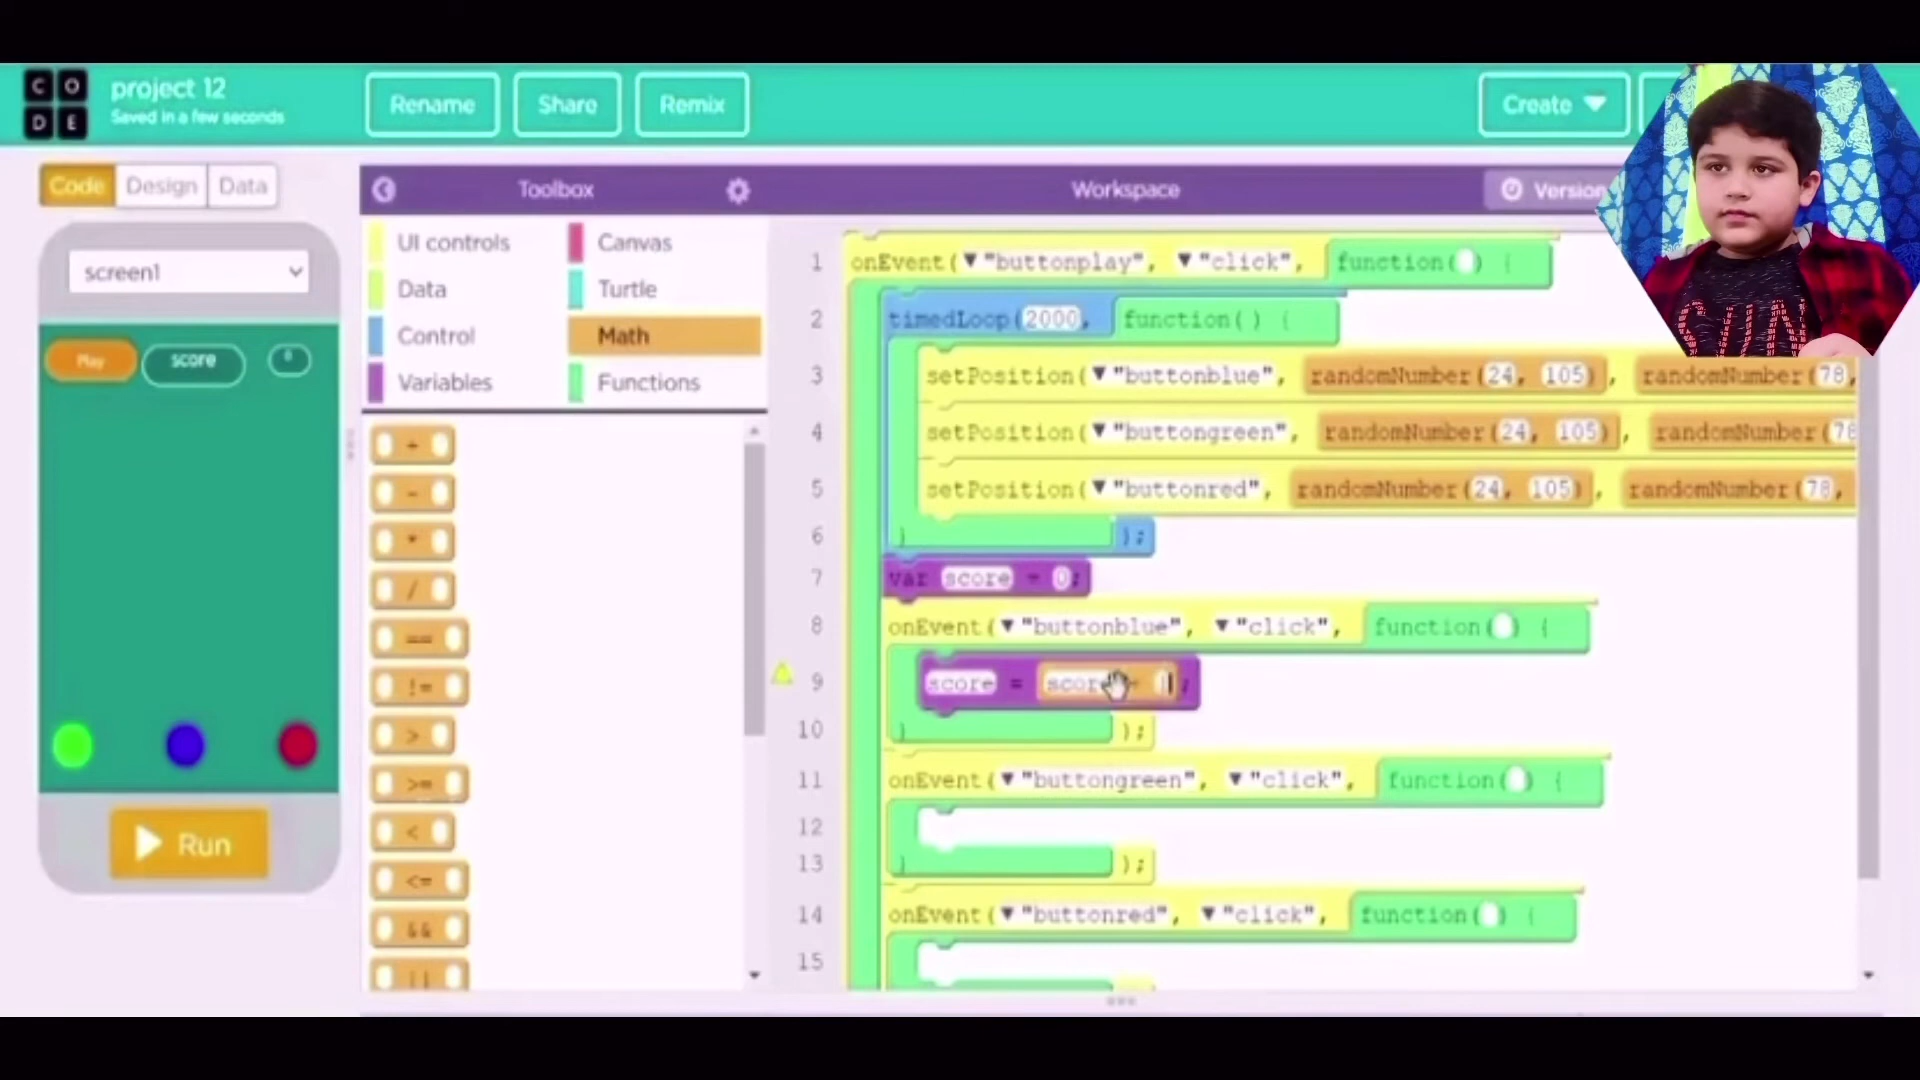 CODE
project 12
Saved in a few seconds
Rename
Share
Remix
Create
Code
Design
Data
Toolbox
Workspace
Version
screen1
Play
score
0
Run
UI controls
Canvas
Data
Turtle
Control
Math
Variables
Functions
+
-
*
/
==
!=
>
>=
<
<=
&&
||
1 onEvent("buttonplay", "click", function() {
2 timedLoop(2000, function() {
3 setPosition("buttonblue", randomNumber(24, 105), randomNumber(78,
4 setPosition("buttongreen", randomNumber(24, 105), randomNumber(78
5 setPosition("buttonred", randomNumber(24, 105), randomNumber(78,
6 } );
7 var score = 0;
8 onEvent("buttonblue", "click", function() {
9 score = ;
10 } );
11 onEvent("buttongreen", "click", function() {
12
13 } );
14 onEvent("buttonred", "click", function() {
15